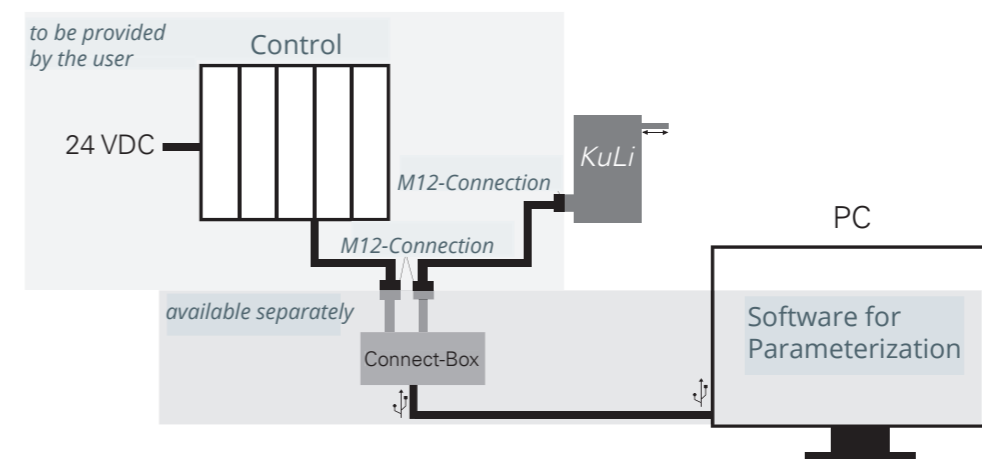 to be provided
by the user
Control
24 VDC
KuLi
M12-Connection
PC
M12-Connection
available separately
Software for
Parameterization
Connect-Box